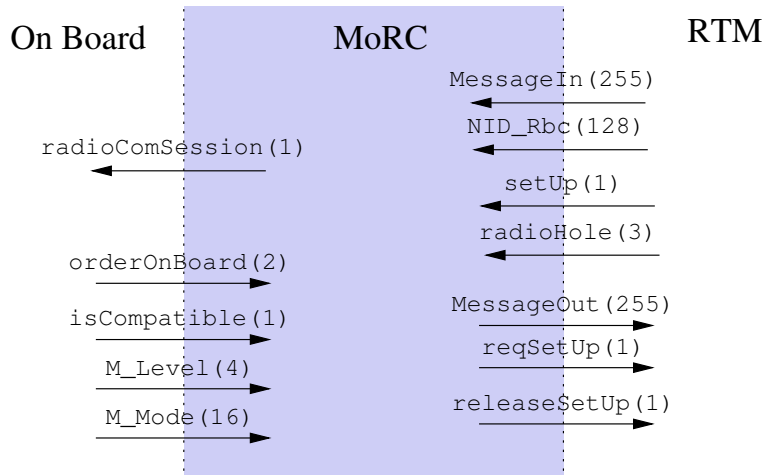 On Board
MoRC
RTM
MessageIn(255)
NID_Rbc(128)
radioComSession(1)
setUp(1)
radioHole(3)
orderOnBoard(2)
MessageOut(255)
isCompatible(1)
reqSetUp(1)
M_Level(4)
releaseSetUp(1)
M_Mode(16)